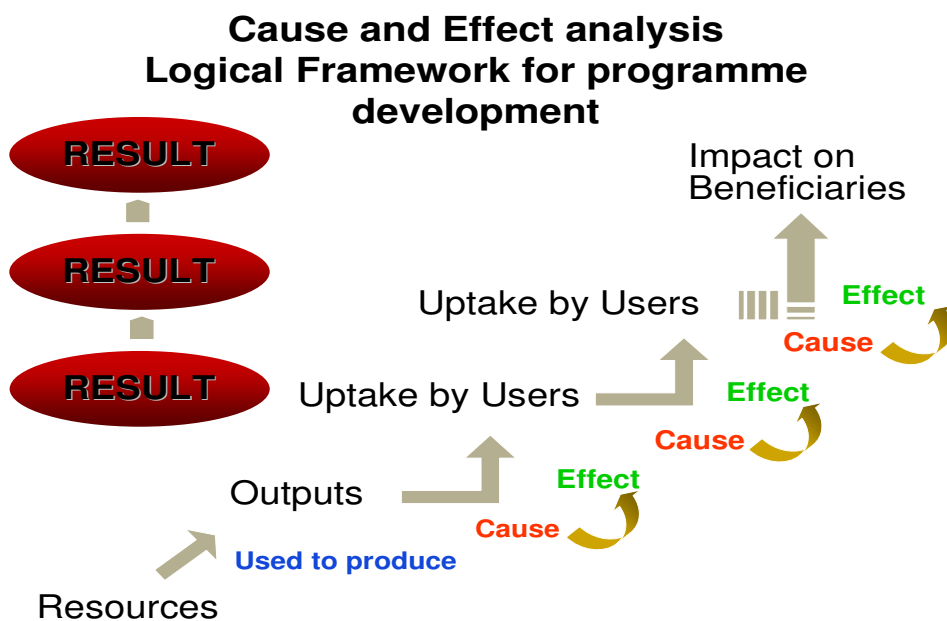 Cause and Effect analysis
Logical Framework for programme
development
RESULT
RESULT
RESULT
Impact on
Beneficiaries
Effect
Cause
Uptake by Users
Effect
Cause
Uptake by Users
Effect
Cause
Outputs
Used to produce
Resources